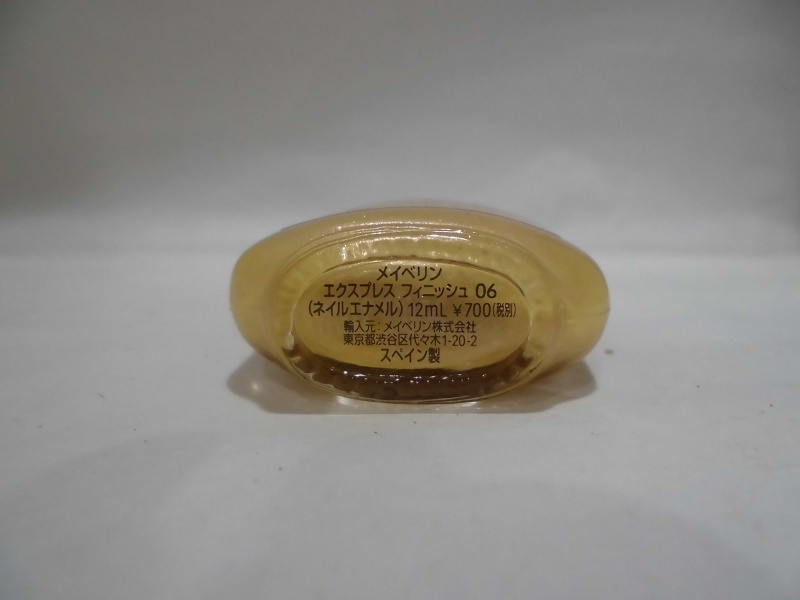 メイベリン
エクスプレス フィニッシュ 06
(ネイルエナメル) 12mL ¥700(税別)
輸入元: メイベリン株式会社
東京都渋谷区代々木1-20-2
スペイン製